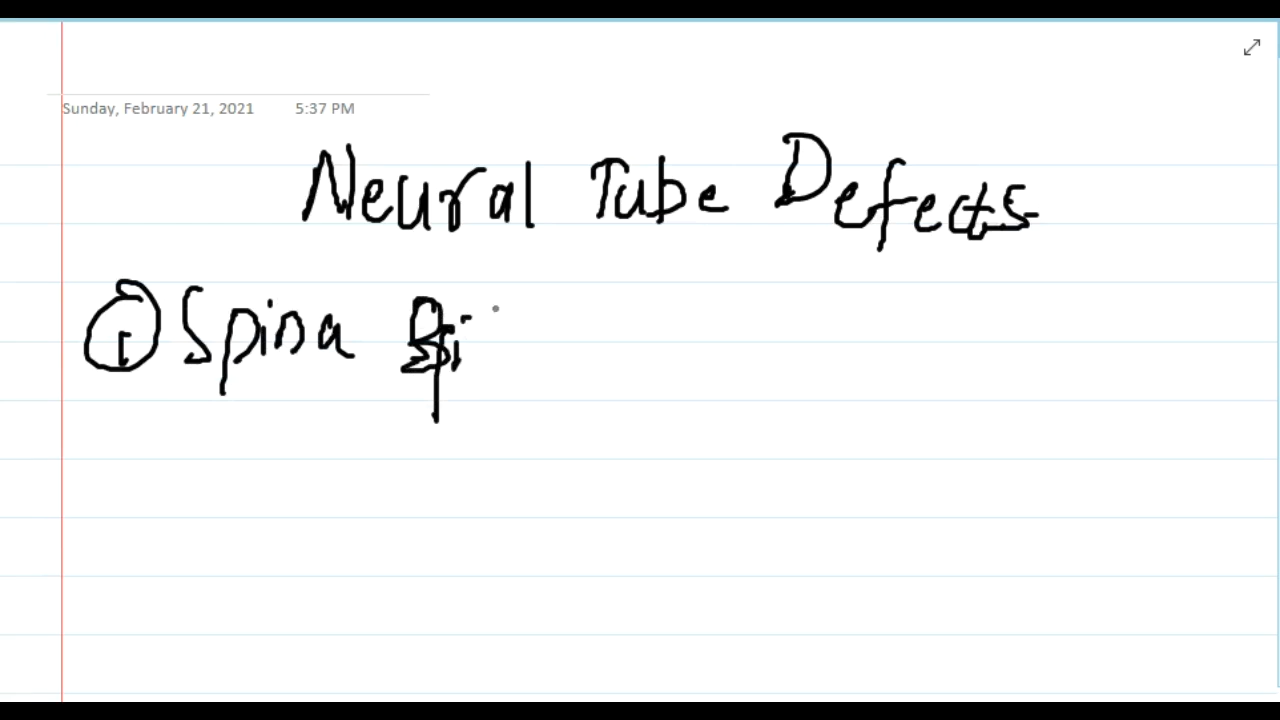 Sunday, February 21, 2021 5:37 PM
Neural Tube Defects
① Spina